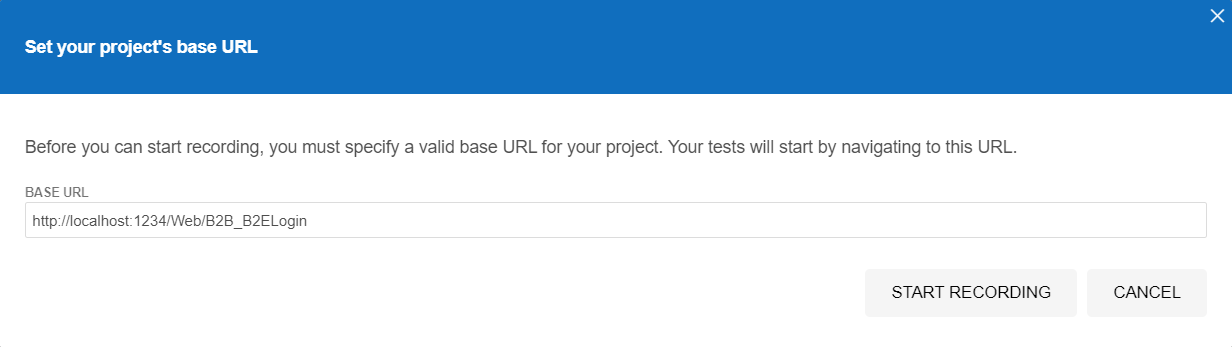 Set your project's base URL
Before you can start recording, you must specify a valid base URL for your project. Your tests will start by navigating to this URL.
BASE URL
http://localhost:1234/Web/B2B_B2ELogin
START RECORDING CANCEL